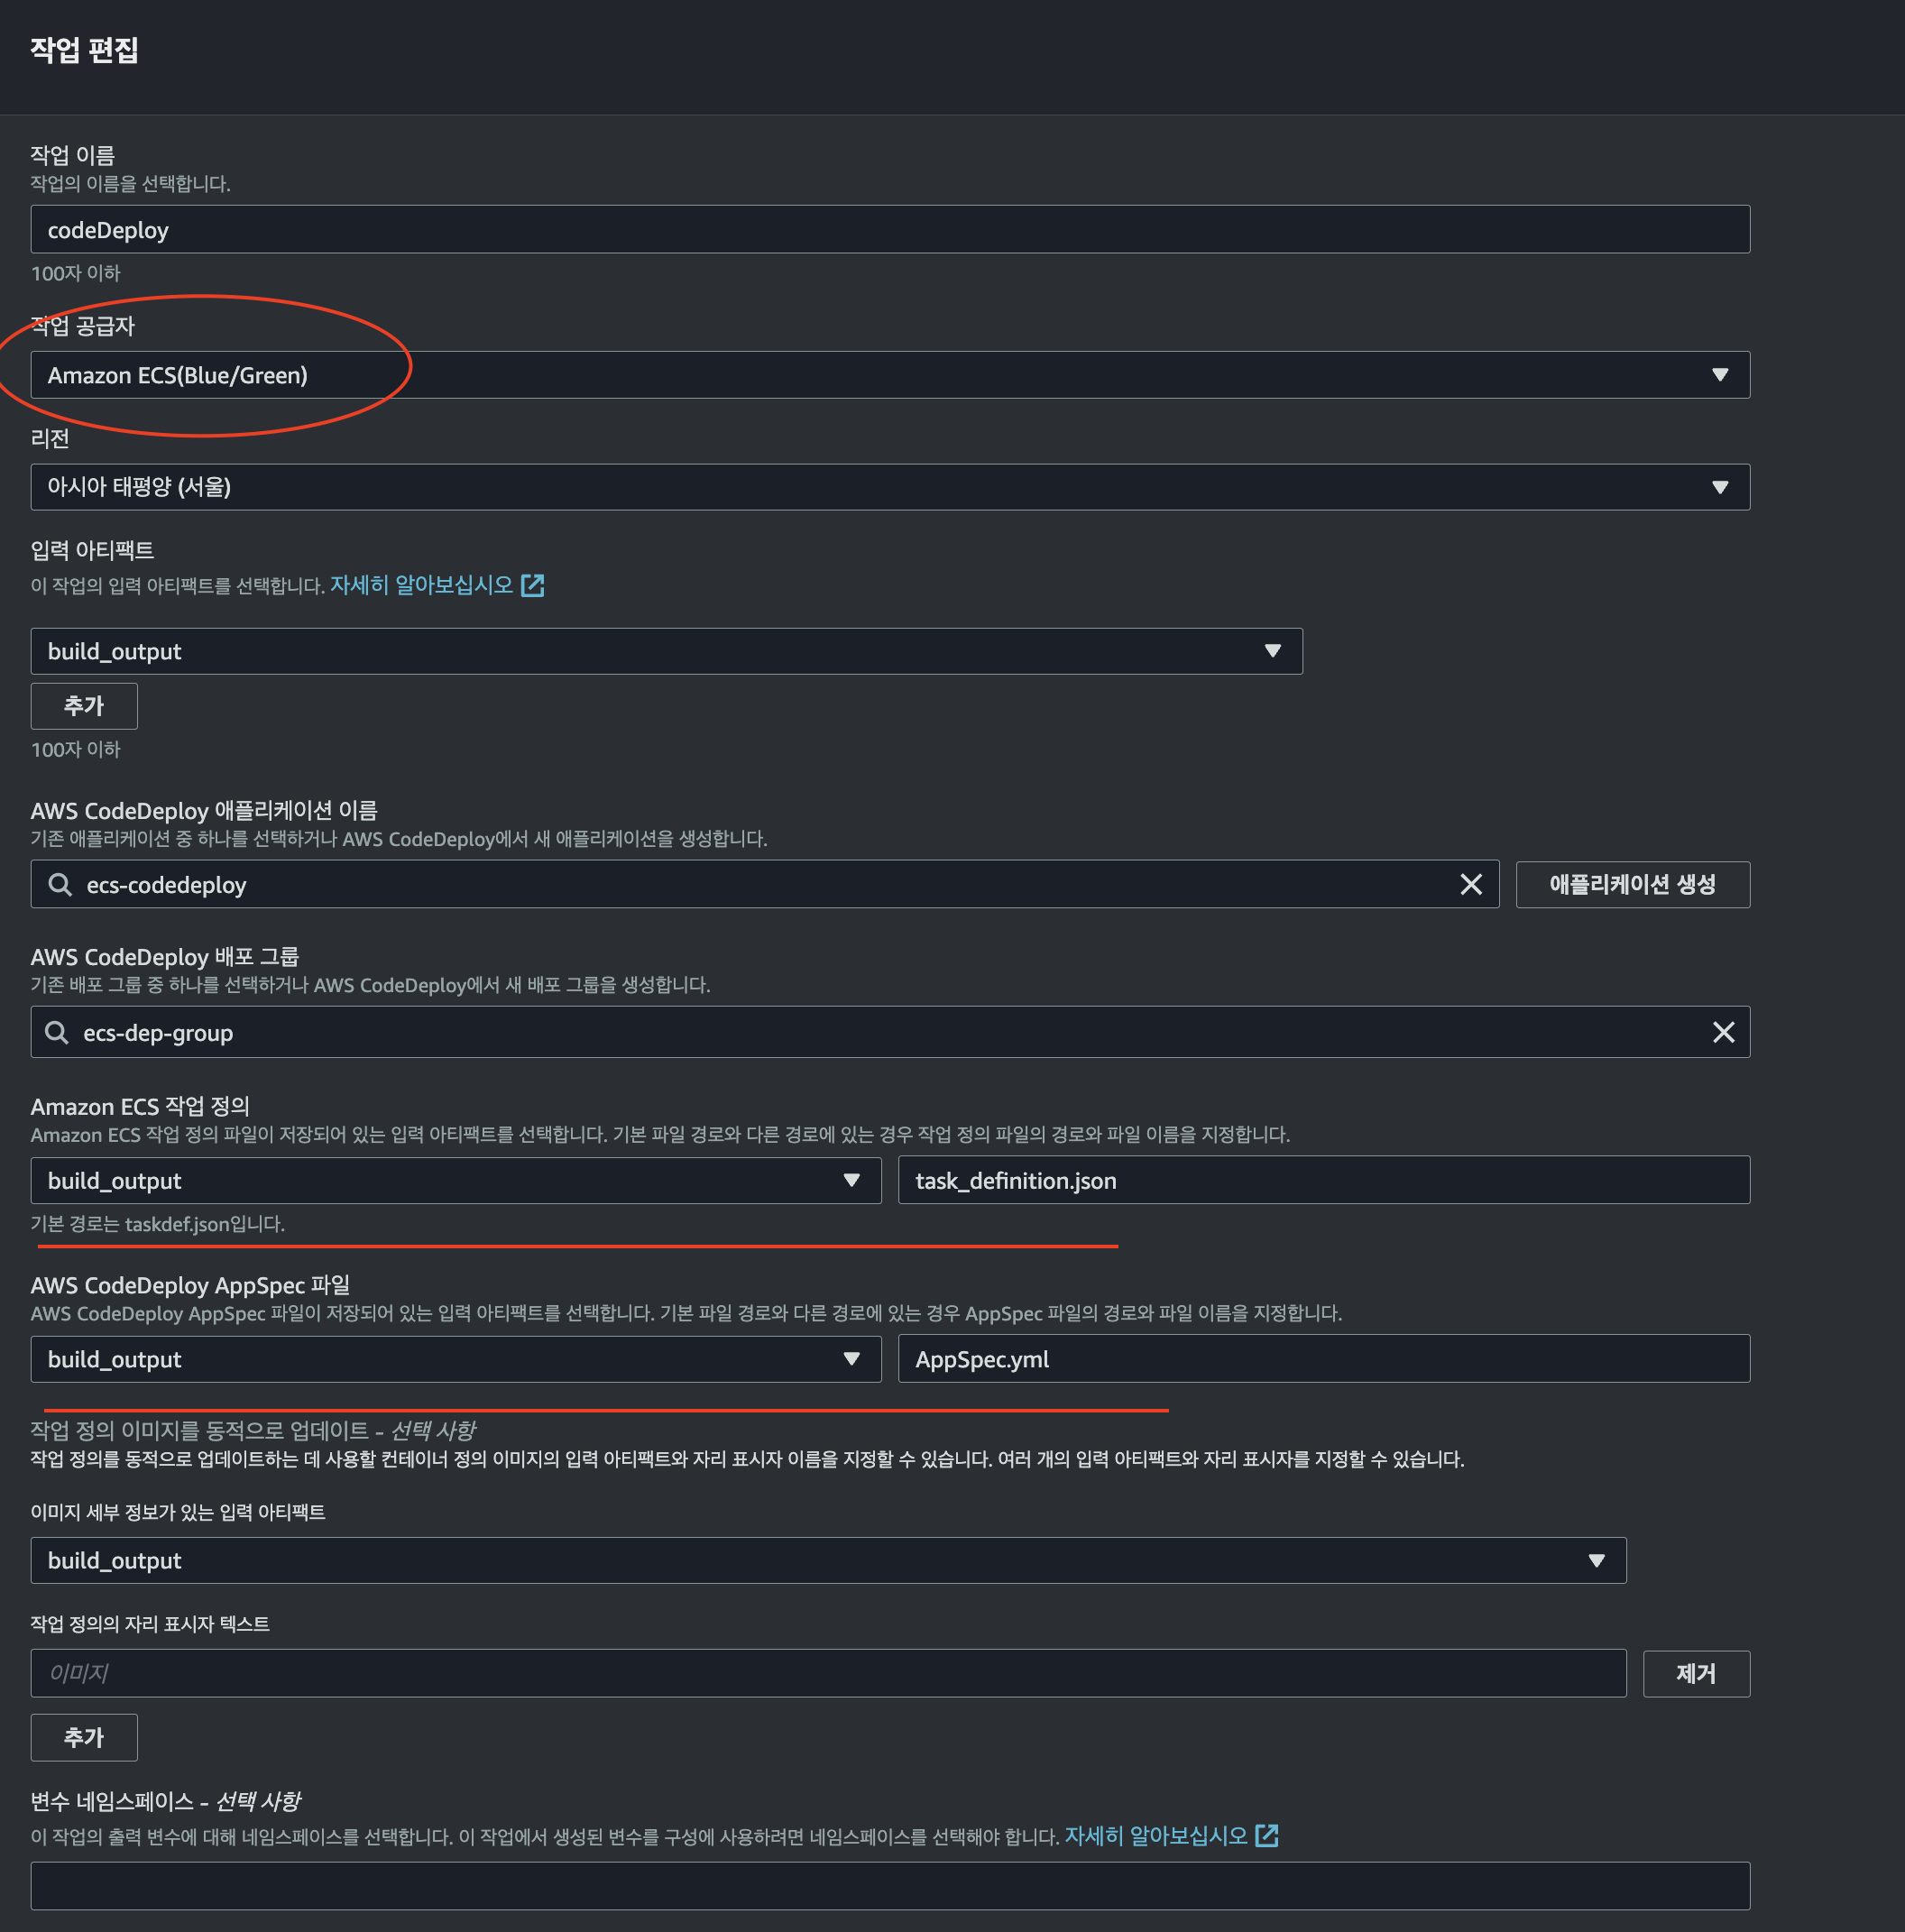 작업 편집
작업 이름
작업의 이름을 선택합니다.
codeDeploy
100자 이하
작업 공급자
Amazon ECS(Blue/Green)
리전
아시아 태평양 (서울)
입력 아티팩트
이 작업의 입력 아티팩트를 선택합니다. 자세히 알아보십시오
build_output
추가
100자 이하
AWS CodeDeploy 애플리케이션 이름
기존 애플리케이션 중 하나를 선택하거나 AWS CodeDeploy에서 새 애플리케이션을 생성합니다.
ecs-codedeploy 애플리케이션 생성
AWS CodeDeploy 배포 그룹
기존 배포 그룹 중 하나를 선택하거나 AWS CodeDeploy에서 새 배포 그룹을 생성합니다.
ecs-dep-group
Amazon ECS 작업 정의
Amazon ECS 작업 정의 파일이 저장되어 있는 입력 아티팩트를 선택합니다. 기본 파일 경로와 다른 경로에 있는 경우 작업 정의 파일의 경로와 파일 이름을 지정합니다.
build_output task_definition.json
기본 경로는 taskdef.json입니다.
AWS CodeDeploy AppSpec 파일
AWS CodeDeploy AppSpec 파일이 저장되어 있는 입력 아티팩트를 선택합니다. 기본 파일 경로와 다른 경로에 있는 경우 AppSpec 파일의 경로와 파일 이름을 지정합니다.
build_output AppSpec.yml
작업 정의 이미지를 동적으로 업데이트 - 선택 사항
작업 정의를 동적으로 업데이트하는 데 사용할 컨테이너 정의 이미지의 입력 아티팩트와 자리 표시자 이름을 지정할 수 있습니다. 여러 개의 입력 아티팩트와 자리 표시자를 지정할 수 있습니다.
이미지 세부 정보가 있는 입력 아티팩트
build_output
작업 정의의 자리 표시자 텍스트
이미지 제거
추가
변수 네임스페이스 - 선택 사항
이 작업의 출력 변수에 대해 네임스페이스를 선택합니다. 이 작업에서 생성된 변수를 구성에 사용하려면 네임스페이스를 선택해야 합니다. 자세히 알아보십시오